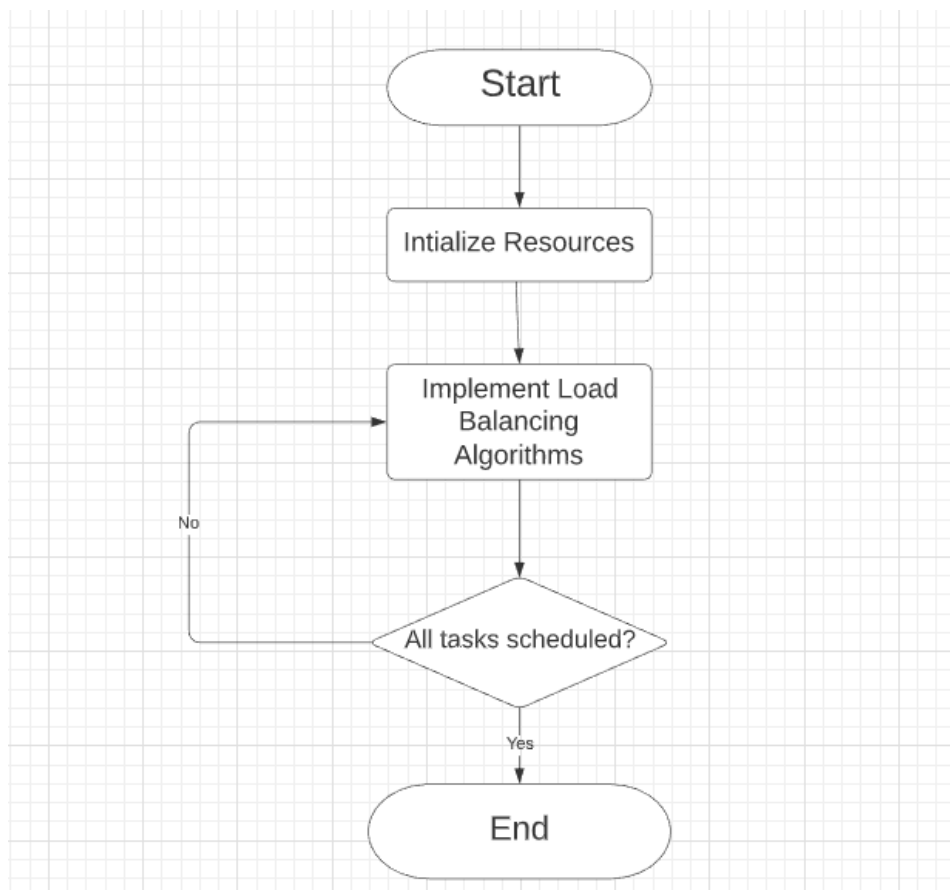 Start
Intialize Resources
Implement Load
Balancing
Algorithms
No
All tasks scheduled?
Yes
End